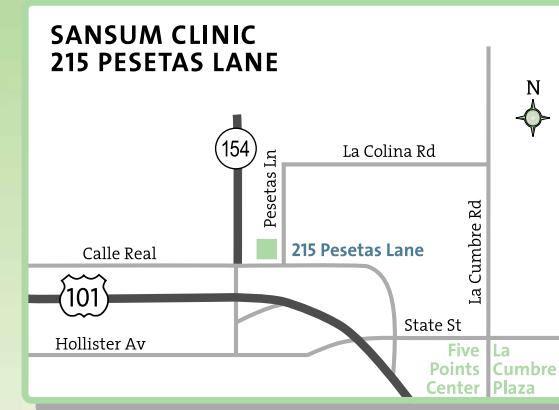 SANSUM CLINIC
215 PESETAS LANE
N
154
Pesetas Ln
La Colina Rd
La Cumbre Rd
215 Pesetas Lane
Calle Real
101
State St
Hollister Av
Five
Points
Center
La
Cumbre
Plaza